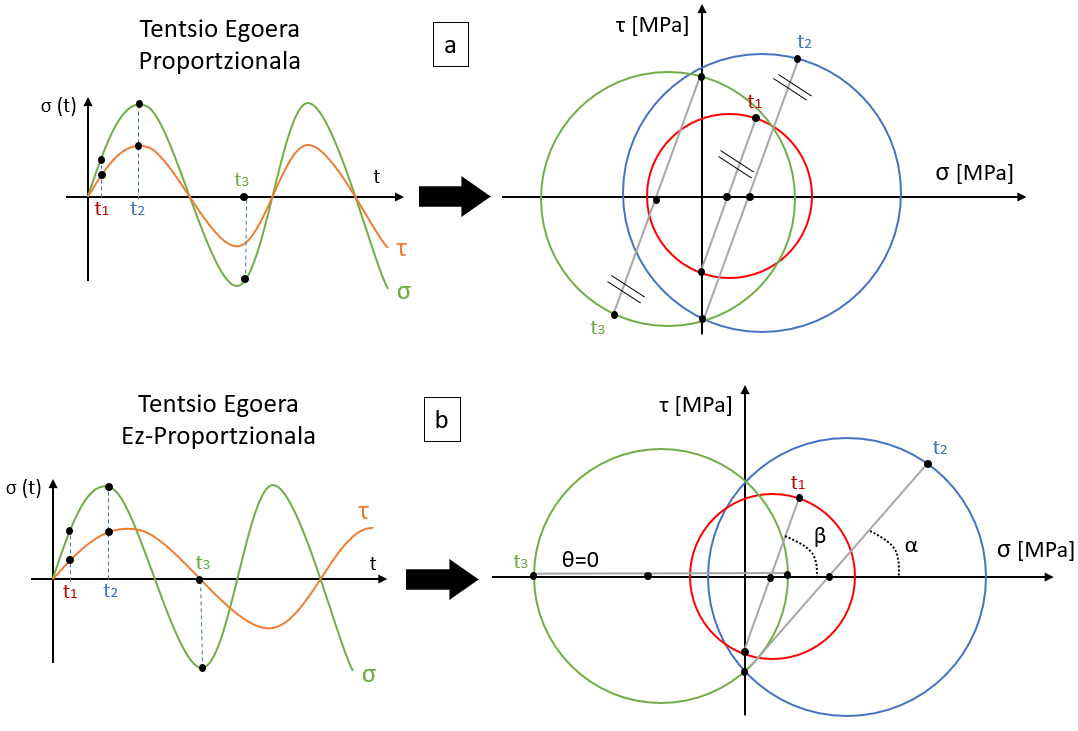 Tentsio Egoera
Proportzionala
a
σ (t)
t1
t2
t3
t
τ
σ
τ [MPa]
σ [MPa]
t1
t2
t3
Tentsio Egoera
Ez-Proportzionala
b
σ (t)
t1
t2
t3
t
τ
σ
τ [MPa]
σ [MPa]
t1
t2
t3
θ=0
β
α